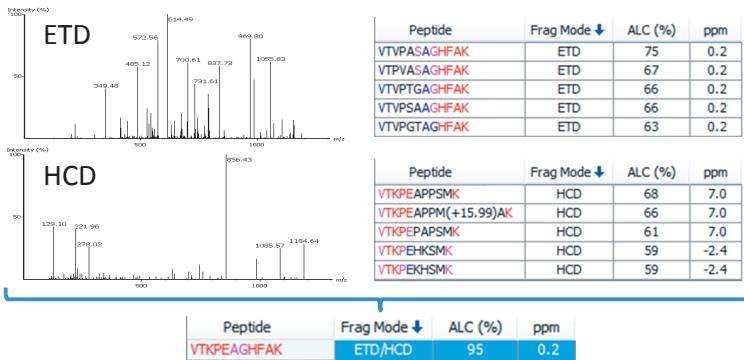 Intensity (%)
100
ETD
614.49
572.56
969.80
485.12
700.61
837.73
1055.83
50
349.48
731.61
500
1000
m/z
Peptide Frag Mode ALC (%) ppm
VTVPASAGHFAK ETD 75 0.2
VTPVASAGHFAK ETD 67 0.2
VTVPTGAGHFAK ETD 66 0.2
VTVPSAAGHFAK ETD 66 0.2
VTVPGTAGHFAK ETD 63 0.2
Intensity (%)
100
HCD
856.43
50
129.10
221.96
278.02
1085.57
1184.64
500
1000
m/z
Peptide Frag Mode ALC (%) ppm
VTKPEAPPSMK HCD 68 7.0
VTKPEAPPM(+15.99)AK HCD 66 7.0
VTKPEPAPSMK HCD 61 7.0
VTKPEHKSMK HCD 59 -2.4
VTKPEKHSMK HCD 59 -2.4
Peptide Frag Mode ALC (%) ppm
VTKPEAGHFAK ETD/HCD 95 0.2